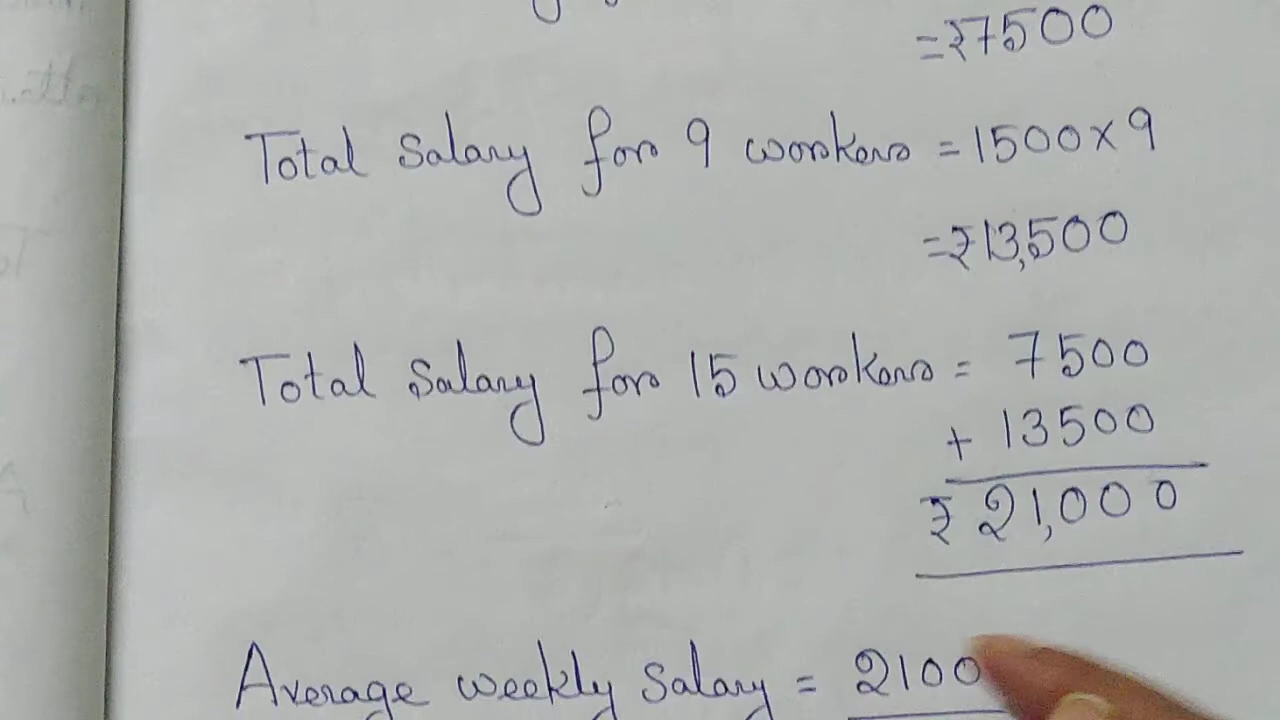 =₹7500
Total Salary for 9 workers = 1500×9
=₹13,500
Total Salary for 15 workers = 7500
+ 13500
₹ 21,000
Average weekly Salary = 2100